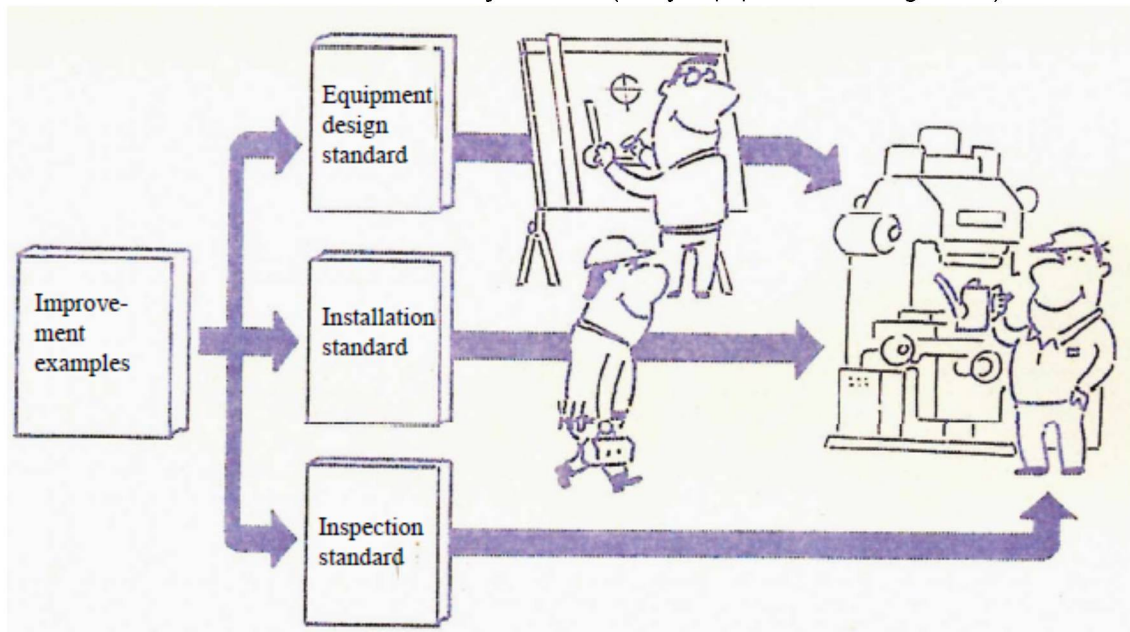 Improve-
ment
examples
Equipment
design
standard
Installation
standard
Inspection
standard